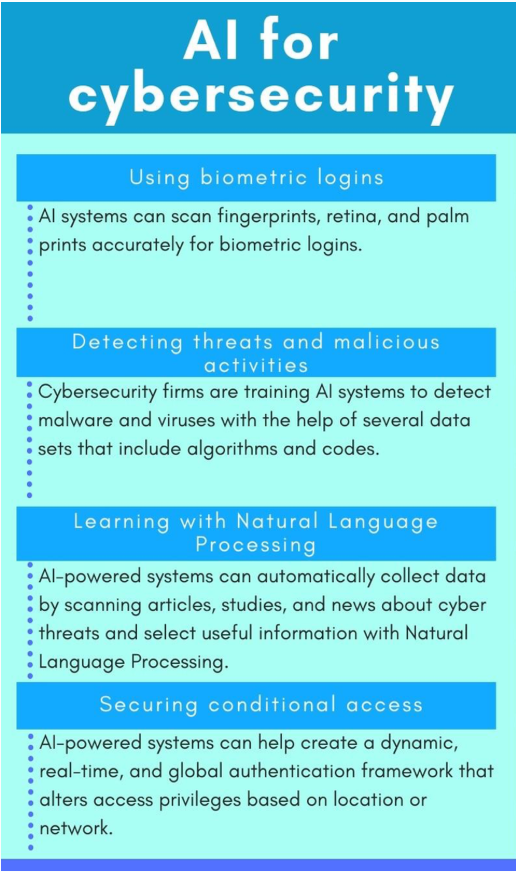 AI for
cybersecurity
Using biometric logins
AI systems can scan fingerprints, retina, and palm
prints accurately for biometric logins.
Detecting threats and malicious
activities
Cybersecurity firms are training AI systems to detect
malware and viruses with the help of several data
sets that include algorithms and codes.
Learning with Natural Language
Processing
AI-powered systems can automatically collect data
by scanning articles, studies, and news about cyber
threats and select useful information with Natural
Language Processing.
Securing conditional access
AI-powered systems can help create a dynamic,
real-time, and global authentication framework that
alters access privileges based on location or
network.